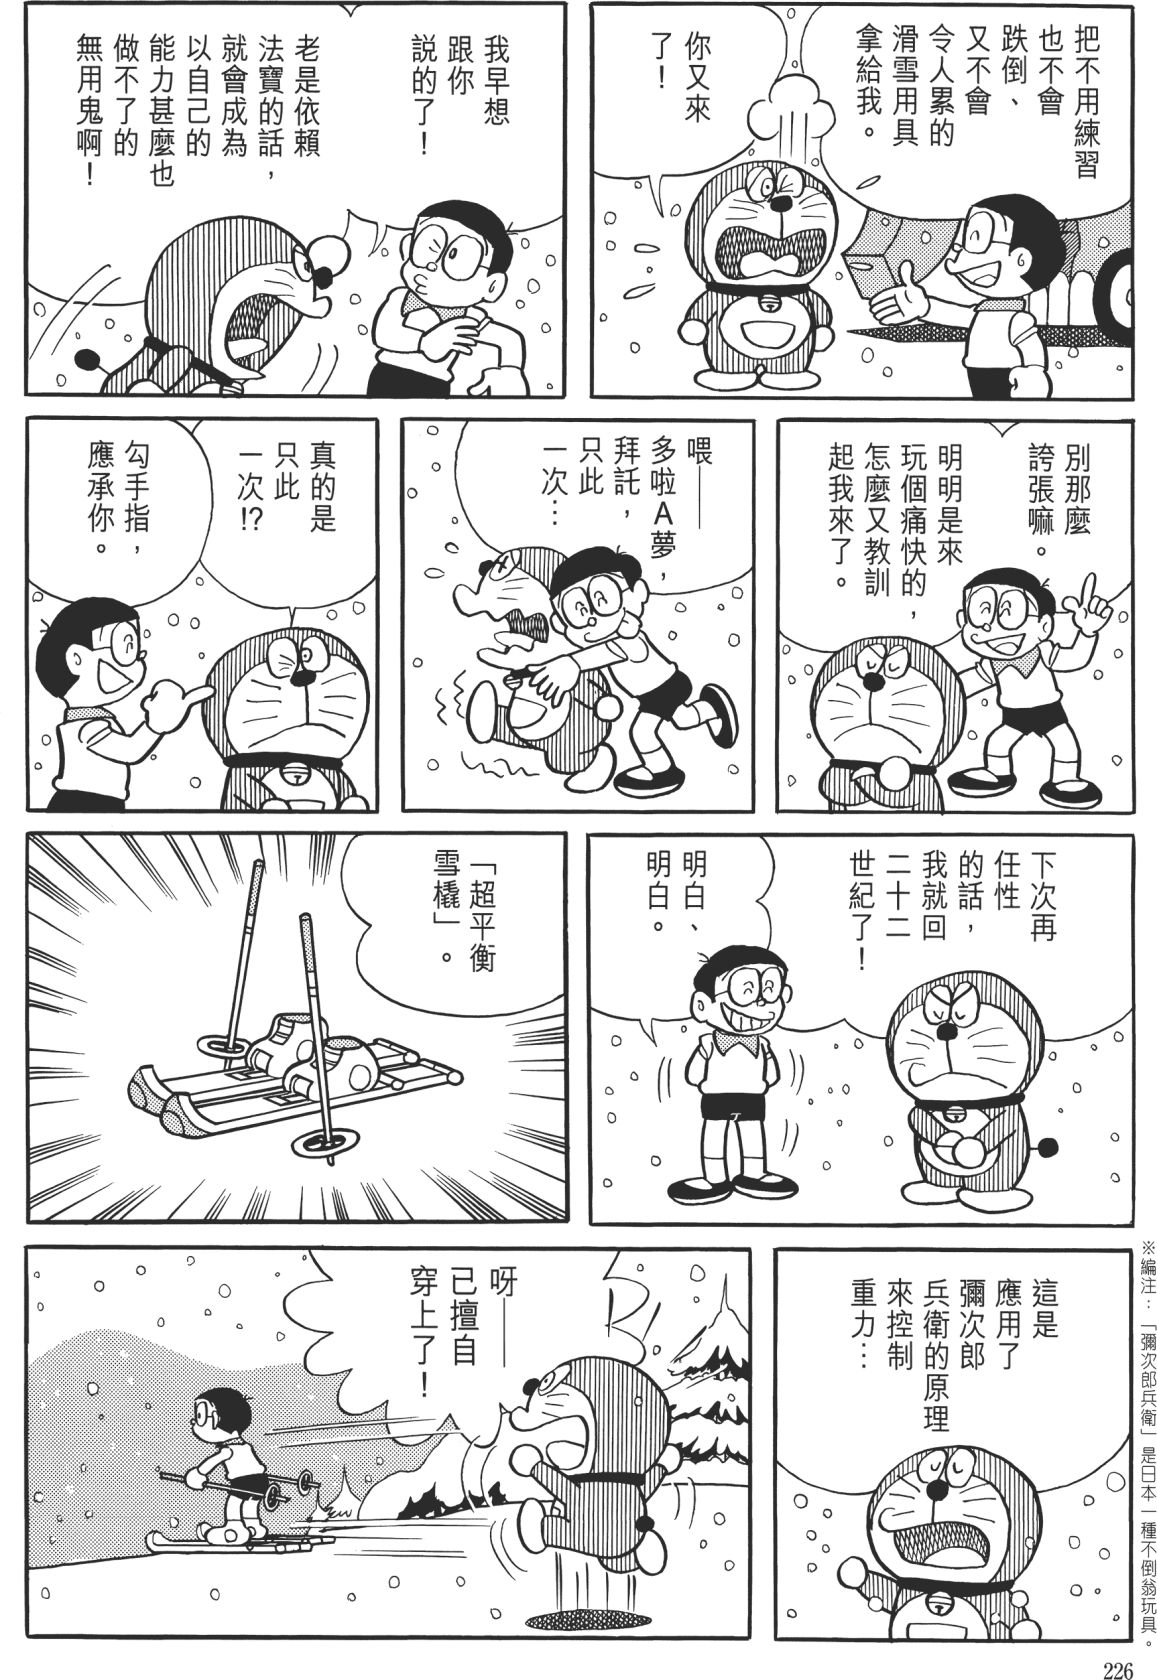 把不用練習
也不會
跌倒、
又不會
令人累的
滑雪用具
拿給我。
你又來
了！
我早想
跟你
説的了！
老是依賴
法寶的話，
就會成為
以自己的
能力甚麼也
做不了的
無用鬼啊！
別那麼
誇張嘛。
明明是來
玩個痛快的，
怎麼又教訓
起我來了。
喂——
多啦A夢，
拜託，
只此
一次…
真的是
只此
一次!?
勾手指，
應承你。
下次再
任性
的話，
我就回
二十二
世紀了！
明白、
明白。
「超平衡
雪橇」。
這是
應用了
彌次郎
兵衛的原理
來控制
重力…
呀——
已擅自
穿上了！
※編注：「彌次郎兵衛」是日本一種不倒翁玩具。
226